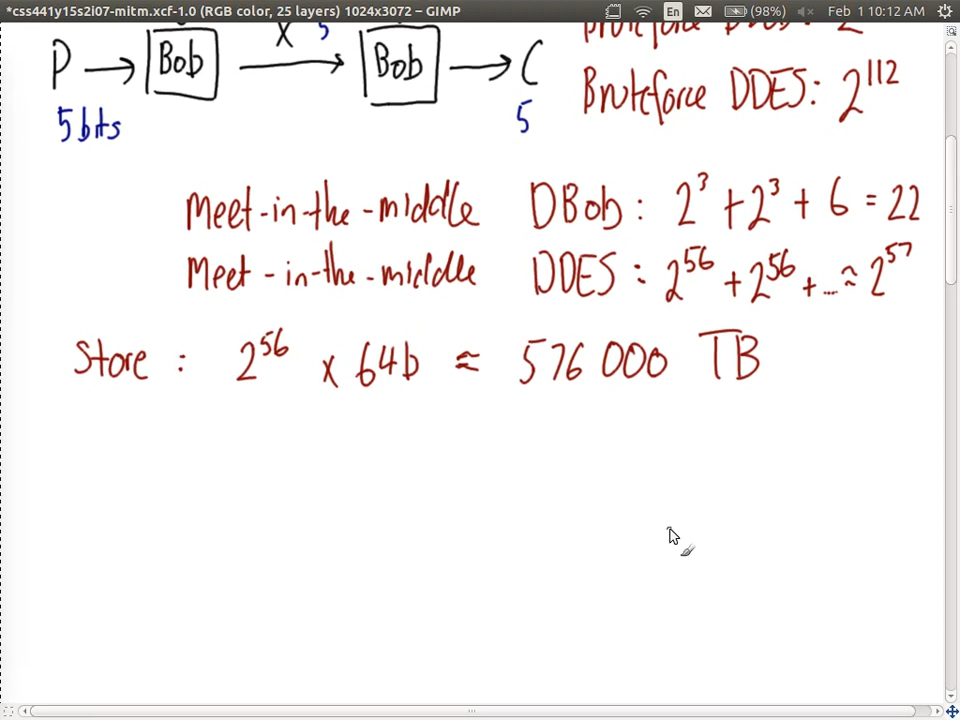 *css441y15s2i07-mitm.xcf-1.0 (RGB color, 25 layers) 1024x3072 – GIMP
En (98%) Feb 1 10:12 AM
X 5
P → Bob → Bob → C
Bruteforce DDES: 2^112
5 bits 5
Meet-in-the-middle DBob: 2^3 + 2^3 + 6 = 22
Meet-in-the-middle DDES: 2^56 + 2^56 + ... ≈ 2^57
Store: 2^56 x 64b ≈ 576 000 TB